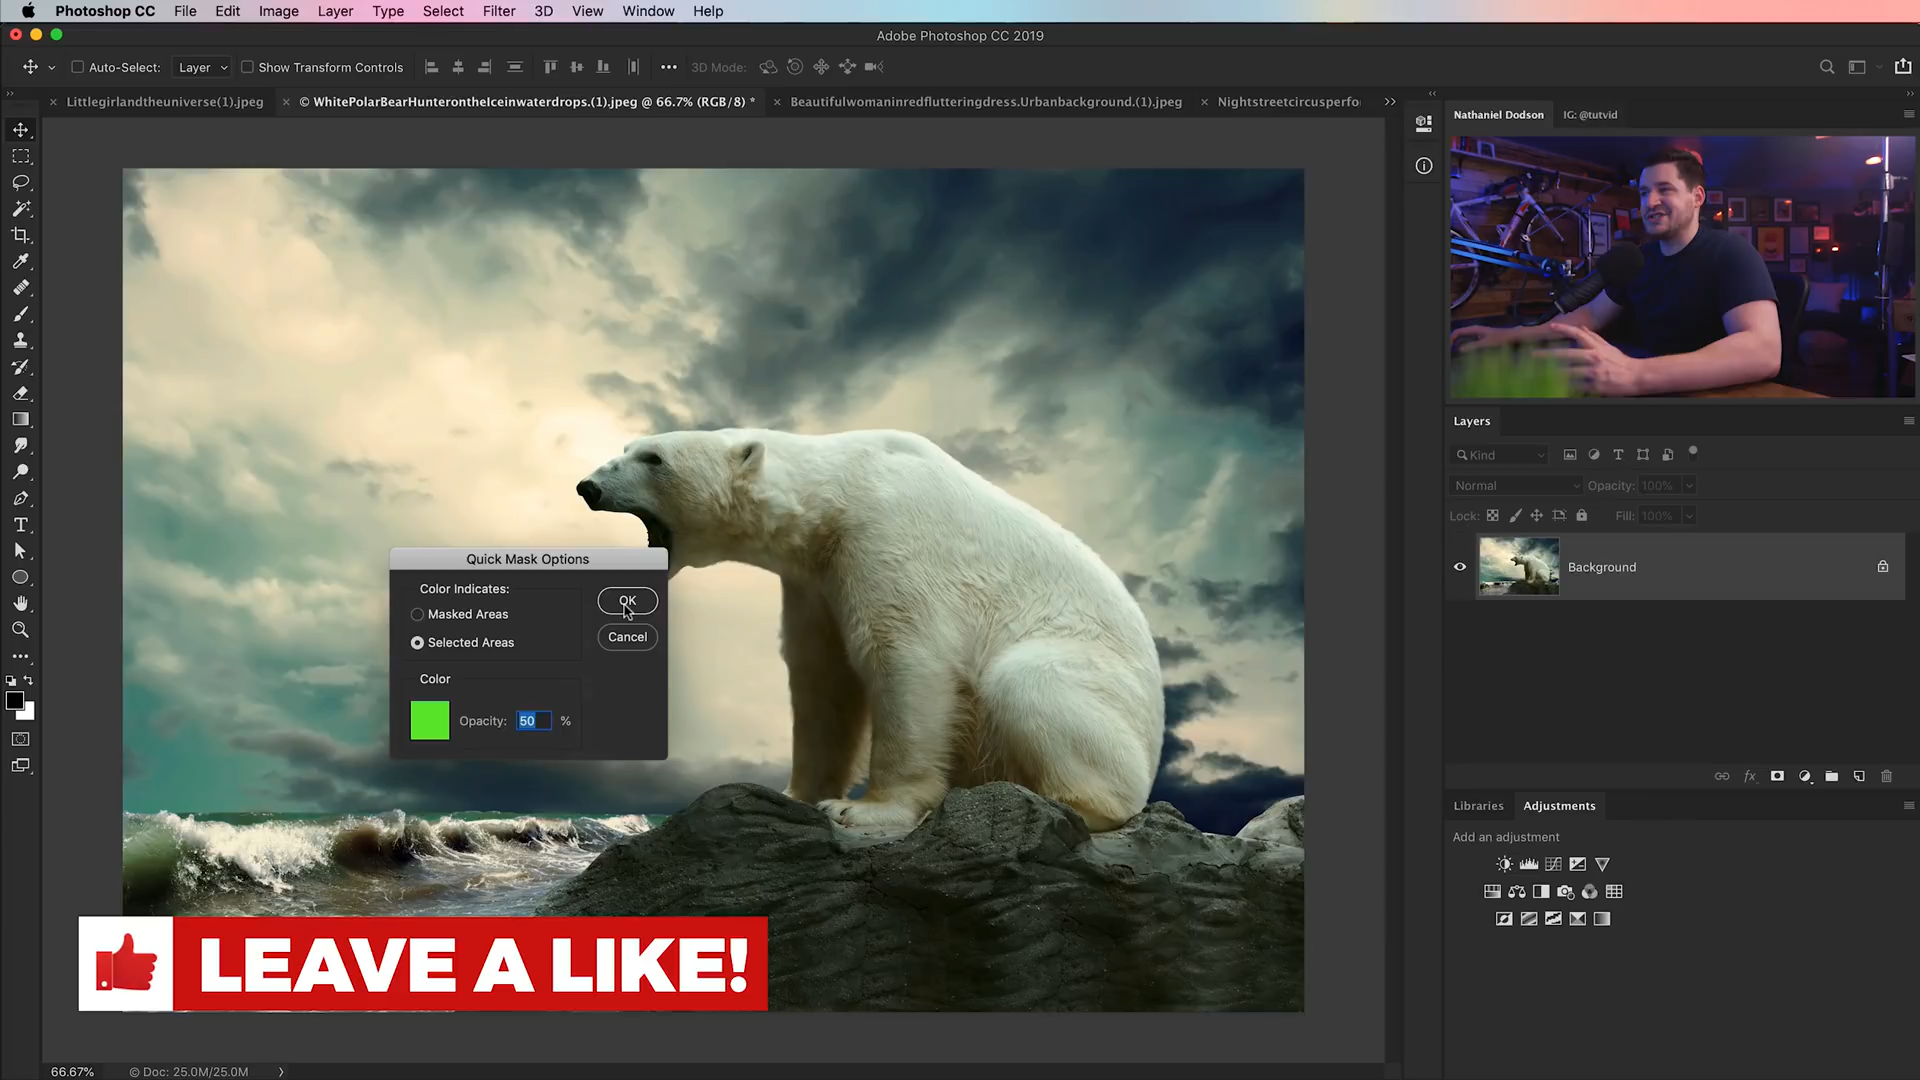 Photoshop CC File Edit Image Layer Type Select Filter 3D View Window Help
Adobe Photoshop CC 2019
Auto-Select: Layer Show Transform Controls 3D Mode:
Littlegirlandtheuniverse(1).jpeg
© WhitePolarBearHunterontheIceinwaterdrops.(1).jpeg @ 66.7% (RGB/8) *
Beautifulwomaninredflutteringdress.Urbanbackground.(1).jpeg
Nightstreetcircusperfo
Nathaniel Dodson IG: @tutvid
Layers
Kind
Normal Opacity: 100%
Lock: Fill: 100%
Background
Quick Mask Options
Color Indicates:
Masked Areas
Selected Areas
OK
Cancel
Color
Opacity: 50 %
Libraries Adjustments
Add an adjustment
LEAVE A LIKE!
66.67% © Doc: 25.0M/25.0M